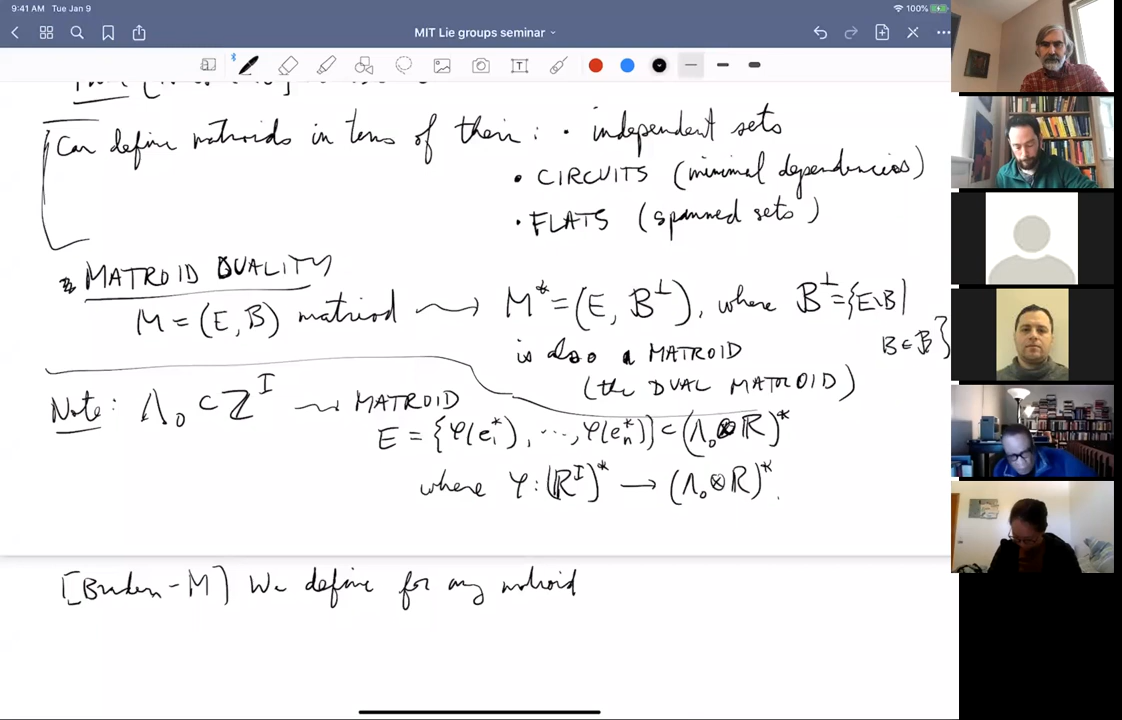 9:41 AM Tue Jan 9
100%
MIT Lie groups seminar
Can define matroids in terms of their : • independent sets
• CIRCUITS (minimal dependencies)
• FLATS (spanned sets)
MATROID DUALITY
M = (E, B) matroid ⟿ M* = (E, B^⊥), where B^⊥ = {E\B |
B ∈ B}
is also a MATROID
(the DUAL MATROID)
Note: Λ₀ ⊂ Z^I ⟿ MATROID
E = {φ(e₁*), ..., φ(eₙ*)} ⊂ (Λ₀⊗R)*
where φ: (R^I)* → (Λ₀⊗R)*.
[Braden-M] We define for any matroid